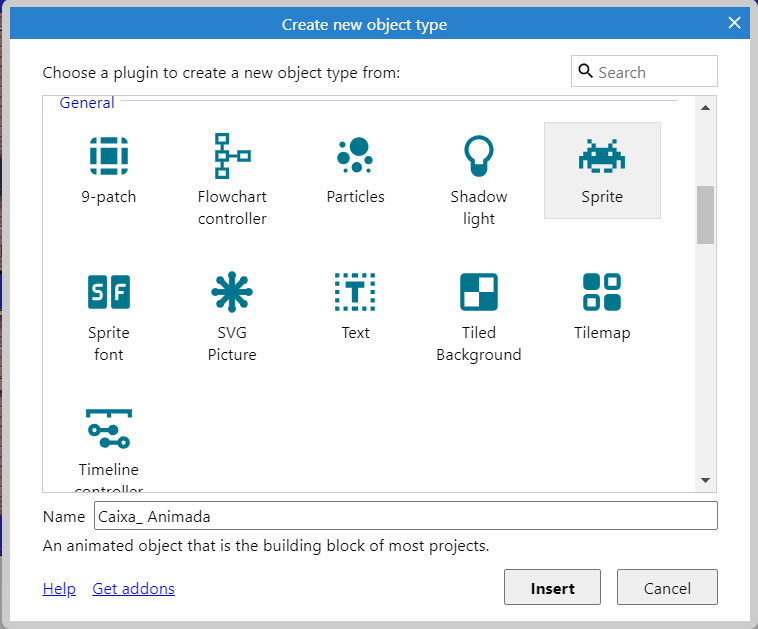 Create new object type
Choose a plugin to create a new object type from:
Search
General
9-patch
Flowchart
controller
Particles
Shadow
light
Sprite
Sprite
font
SVG
Picture
Text
Tiled
Background
Tilemap
Timeline
controller
Name
Caixa_ Animada
An animated object that is the building block of most projects.
Help
Get addons
Insert
Cancel